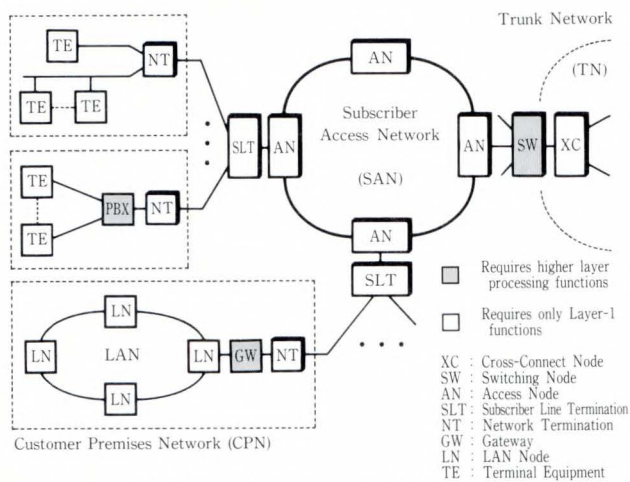 Trunk Network
(TN)
TE
NT
TE
TE
AN
Subscriber
Access Network
(SAN)
SLT
AN
AN
SW
XC
TE
PBX
NT
TE
AN
SLT
LN
LN
LAN
LN
GW
NT
LN
Customer Premises Network (CPN)
Requires higher layer
processing functions
Requires only Layer-1
functions
XC : Cross-Connect Node
SW : Switching Node
AN : Access Node
SLT : Subscriber Line Termination
NT : Network Termination
GW : Gateway
LN : LAN Node
TE : Terminal Equipment